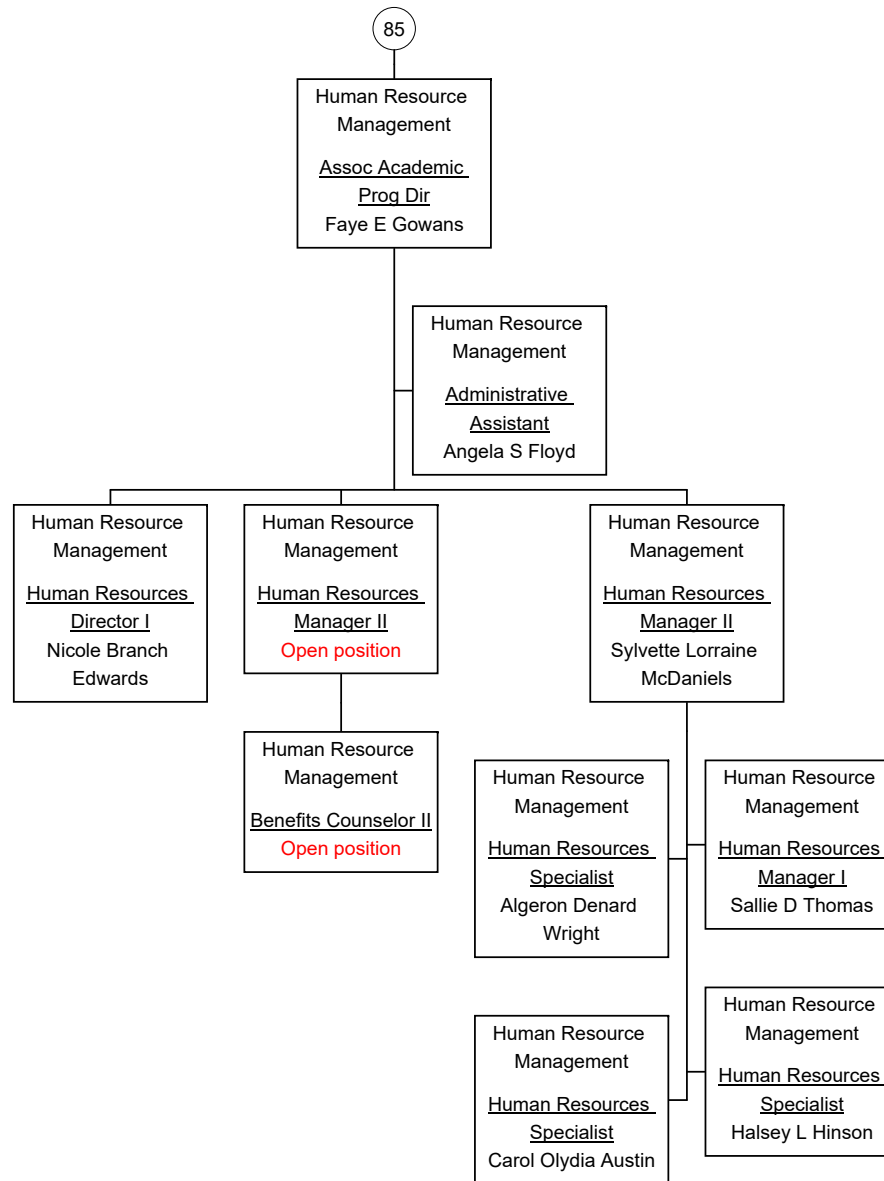 85
Human Resource
Management
Assoc Academic
Prog Dir
Faye E Gowans
Human Resource
Management
Administrative
Assistant
Angela S Floyd
Human Resource
Management
Human Resources
Director I
Nicole Branch
Edwards
Human Resource
Management
Human Resources
Manager II
Open position
Human Resource
Management
Human Resources
Manager II
Sylvette Lorraine
McDaniels
Human Resource
Management
Benefits Counselor II
Open position
Human Resource
Management
Human Resources
Specialist
Algeron Denard
Wright
Human Resource
Management
Human Resources
Manager I
Sallie D Thomas
Human Resource
Management
Human Resources
Specialist
Carol Olydia Austin
Human Resource
Management
Human Resources
Specialist
Halsey L Hinson